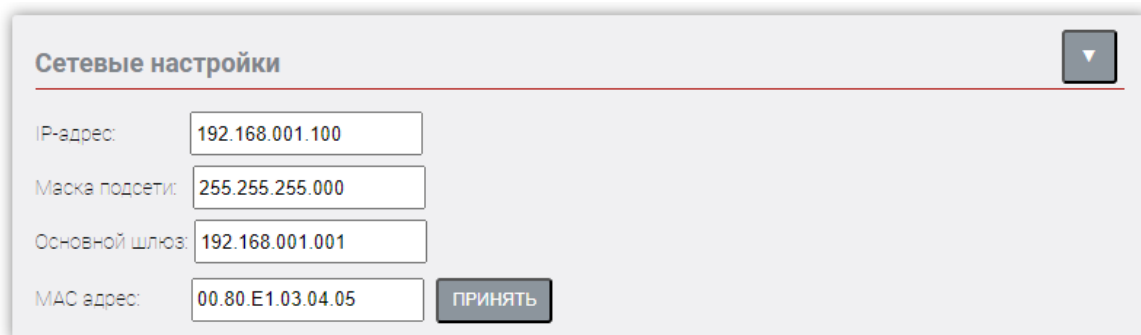 Сетевые настройки
▼
IP-адрес: 192.168.001.100
Маска подсети: 255.255.255.000
Основной шлюз: 192.168.001.001
MAC адрес: 00.80.E1.03.04.05 ПРИНЯТЬ